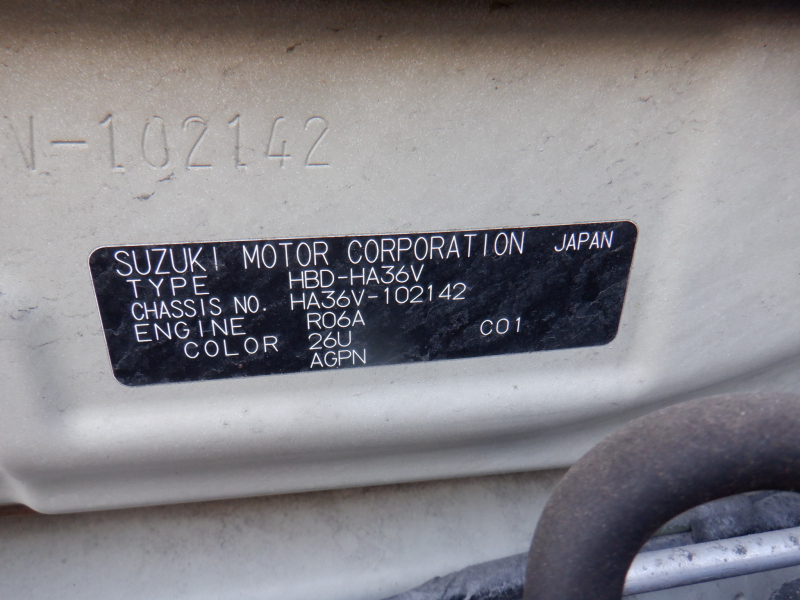 -102142
SUZUKI MOTOR CORPORATION JAPAN
TYPE HBD-HA36V
CHASSIS NO. HA36V-102142
ENGINE R06A
COLOR 26U C01
AGPN